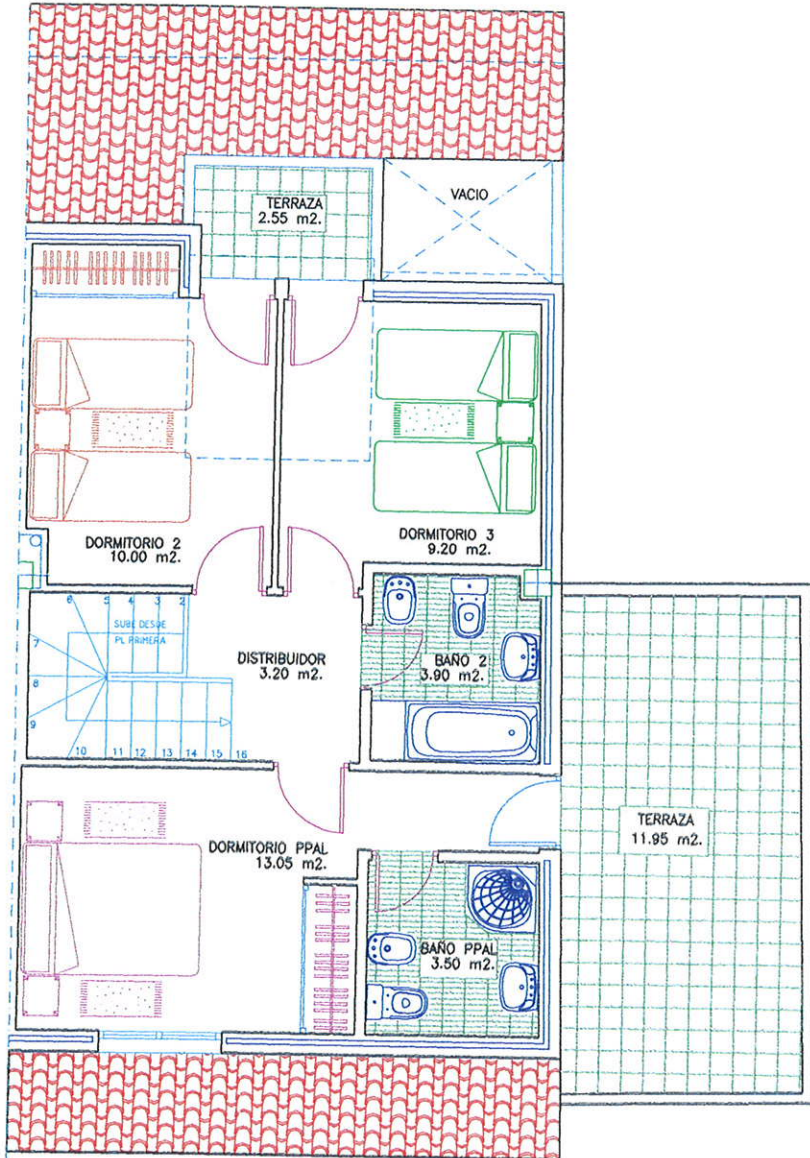 TERRAZA
2.55 m2.
VACIO
DORMITORIO 2
10.00 m2.
DORMITORIO 3
9.20 m2.
6 5 4 3 2
SUBE DESDE
PL PRIMERA
7
8
9
10 11 12 13 14 15 16
DISTRIBUIDOR
3.20 m2.
BAÑO 2
3.90 m2.
DORMITORIO PPAL
13.05 m2.
TERRAZA
11.95 m2.
BAÑO PPAL
3.50 m2.